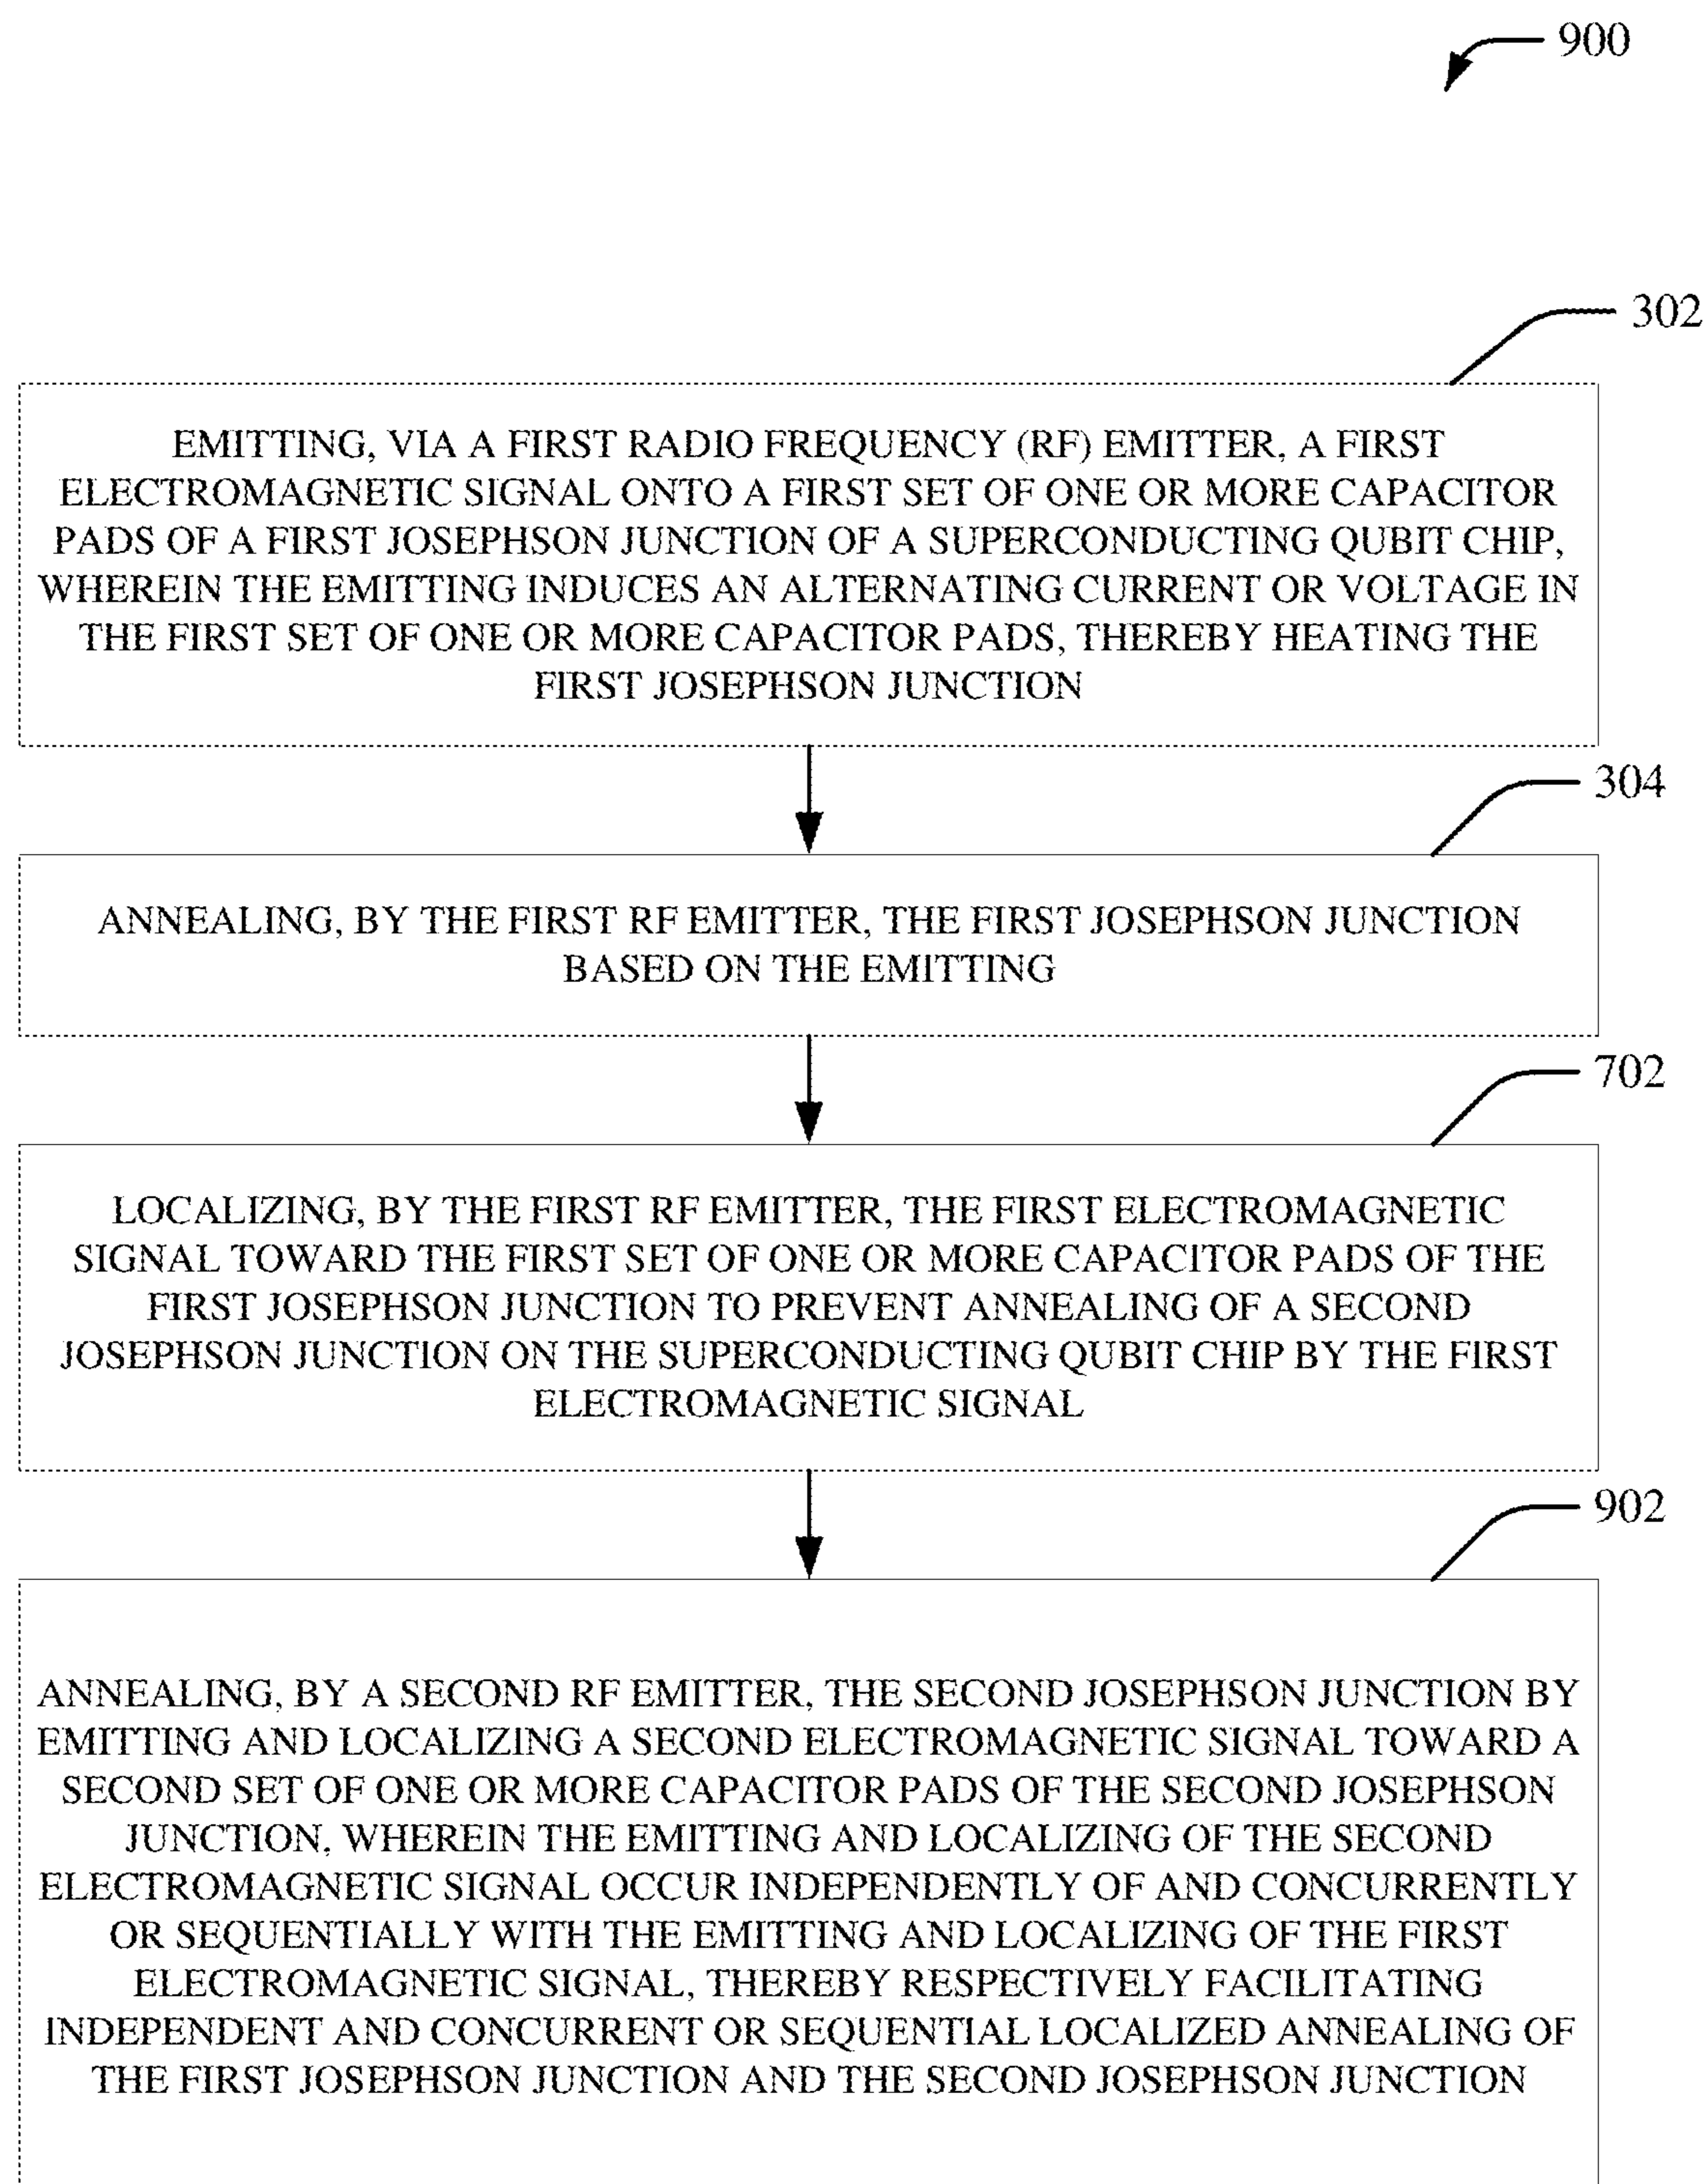 900
302
EMITTING, VIA A FIRST RADIO FREQUENCY (RF) EMITTER, A FIRST
ELECTROMAGNETIC SIGNAL ONTO A FIRST SET OF ONE OR MORE CAPACITOR
PADS OF A FIRST JOSEPHSON JUNCTION OF A SUPERCONDUCTING QUBIT CHIP,
WHEREIN THE EMITTING INDUCES AN ALTERNATING CURRENT OR VOLTAGE IN
THE FIRST SET OF ONE OR MORE CAPACITOR PADS, THEREBY HEATING THE
FIRST JOSEPHSON JUNCTION
304
ANNEALING, BY THE FIRST RF EMITTER, THE FIRST JOSEPHSON JUNCTION
BASED ON THE EMITTING
702
LOCALIZING, BY THE FIRST RF EMITTER, THE FIRST ELECTROMAGNETIC
SIGNAL TOWARD THE FIRST SET OF ONE OR MORE CAPACITOR PADS OF THE
FIRST JOSEPHSON JUNCTION TO PREVENT ANNEALING OF A SECOND
JOSEPHSON JUNCTION ON THE SUPERCONDUCTING QUBIT CHIP BY THE FIRST
ELECTROMAGNETIC SIGNAL
902
ANNEALING, BY A SECOND RF EMITTER, THE SECOND JOSEPHSON JUNCTION BY
EMITTING AND LOCALIZING A SECOND ELECTROMAGNETIC SIGNAL TOWARD A
SECOND SET OF ONE OR MORE CAPACITOR PADS OF THE SECOND JOSEPHSON
JUNCTION, WHEREIN THE EMITTING AND LOCALIZING OF THE SECOND
ELECTROMAGNETIC SIGNAL OCCUR INDEPENDENTLY OF AND CONCURRENTLY
OR SEQUENTIALLY WITH THE EMITTING AND LOCALIZING OF THE FIRST
ELECTROMAGNETIC SIGNAL, THEREBY RESPECTIVELY FACILITATING
INDEPENDENT AND CONCURRENT OR SEQUENTIAL LOCALIZED ANNEALING OF
THE FIRST JOSEPHSON JUNCTION AND THE SECOND JOSEPHSON JUNCTION